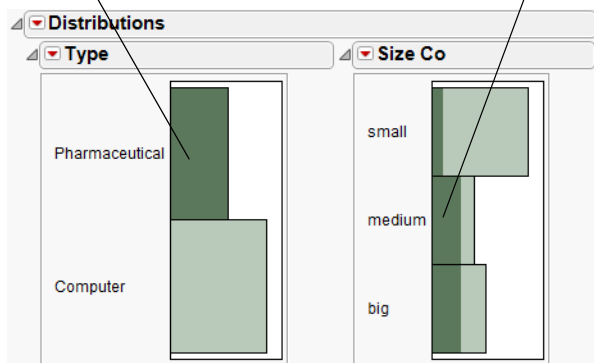 Distributions
Type
Size Co
Pharmaceutical
Computer
small
medium
big